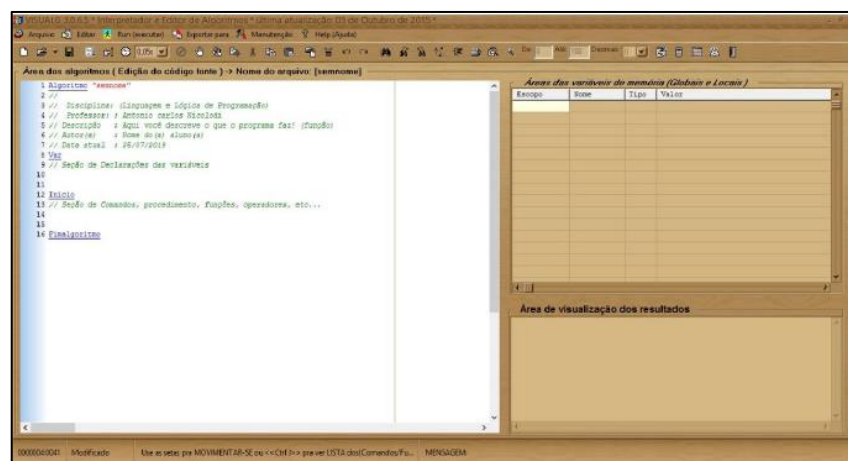 VISUALG 3.0.6.5 * Interpretador e Editor de Algoritmos * última atualização: 03 de Outubro de 2015 *
Arquivo Editar Run (executar) Exportar para Manutenção Help (Ajuda)
0,05s De Até Decimais
Área dos algoritmos ( Edição do código fonte ) -> Nome do arquivo: [semnome]
1 Algoritmo "semnome"
2 //
3 // Disciplina: (Linguagem e Lógica de Programação)
4 // Professor: : Antonio carlos Nicolodi
5 // Descrição : Aqui você descreve o que o programa faz! (função)
6 // Autor(a) : Nome do(a) aluno(a)
7 // Data atual : 26/07/2019
8 Var
9 // Seção de Declarações das variáveis
10
11
12 Inicio
13 // Seção de Comandos, procedimento, funções, operadores, etc...
14
15
16 Fimalgoritmo
Áreas das variáveis de memória (Globais e Locais )
Escopo Nome Tipo Valor
Área de visualização dos resultados
Modificado Use as setas pra MOVIMENTAR-SE ou <<Ctrl J>> pra ver LISTA dos(Comandos/Fu... MENSAGEM: